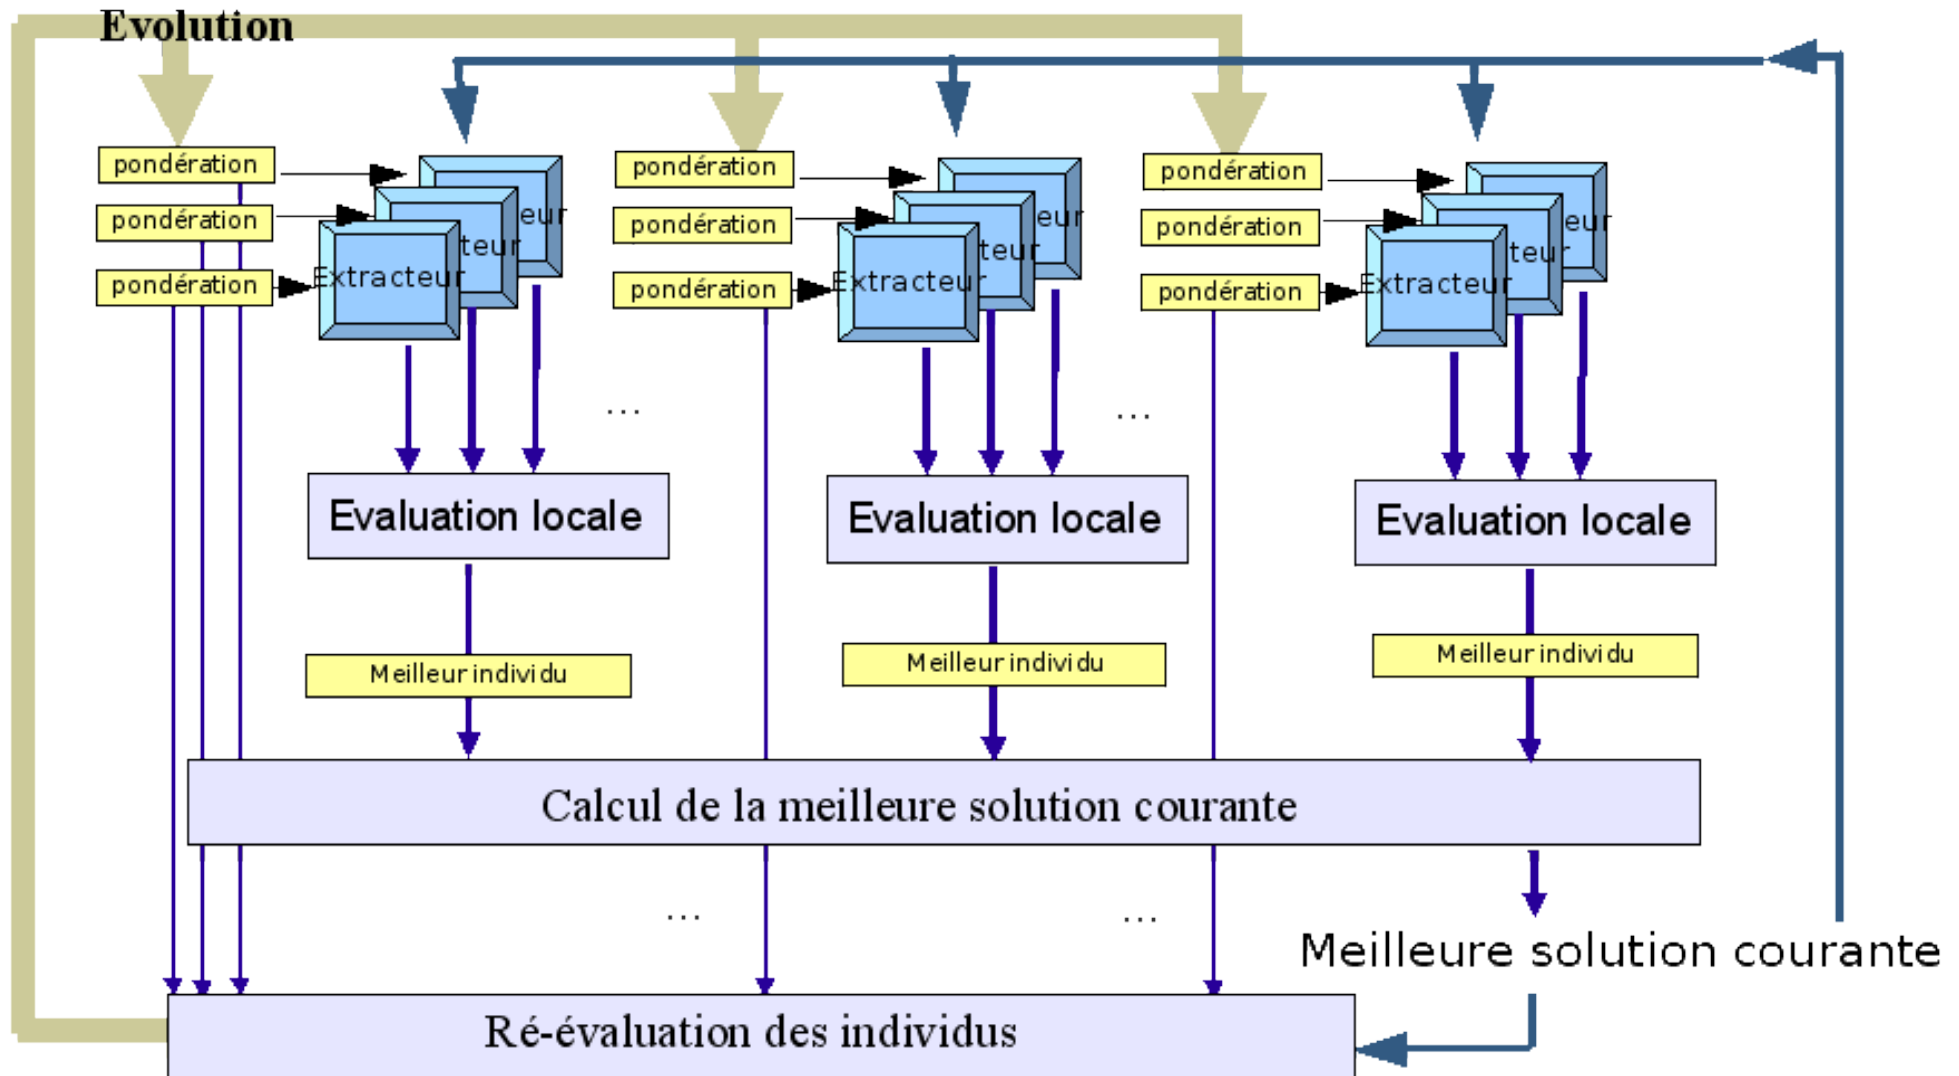 Evolution
pondération
pondération
pondération
eur
teur
Extracteur
pondération
pondération
pondération
eur
teur
Extracteur
pondération
pondération
pondération
eur
teu
Extracteur
...
...
Evaluation locale
Evaluation locale
Evaluation locale
Meilleur individu
Meilleur individu
Meilleur individu
Calcul de la meilleure solution courante
...
...
Meilleure solution courante
Ré-évaluation des individus